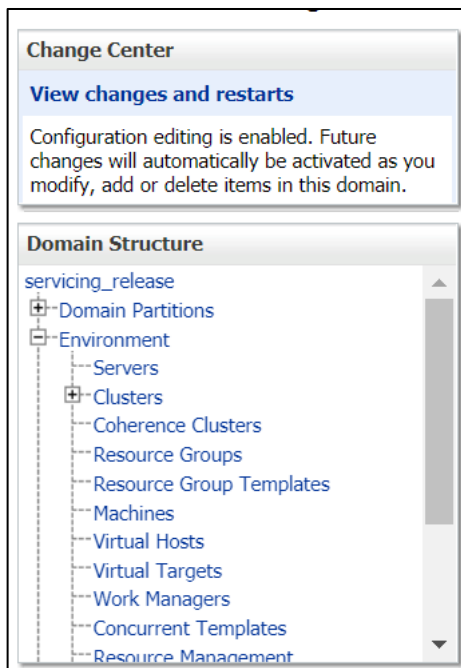 Change Center
View changes and restarts
Configuration editing is enabled. Future
changes will automatically be activated as you
modify, add or delete items in this domain.
Domain Structure
servicing_release
Domain Partitions
Environment
Servers
Clusters
Coherence Clusters
Resource Groups
Resource Group Templates
Machines
Virtual Hosts
Virtual Targets
Work Managers
Concurrent Templates
Resource Management